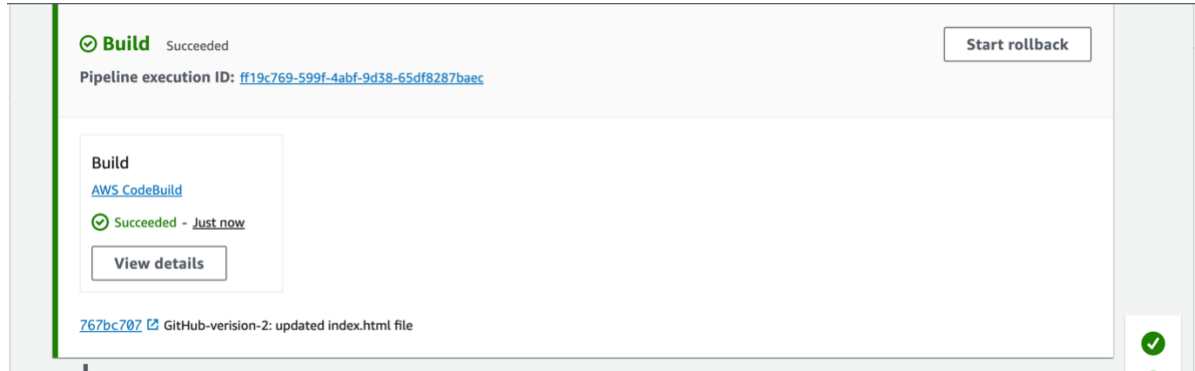 Build Succeeded
Start rollback
Pipeline execution ID: ff19c769-599f-4abf-9d38-65df8287baec
Build
AWS CodeBuild
Succeeded - Just now
View details
767bc707 GitHub-verision-2: updated index.html file